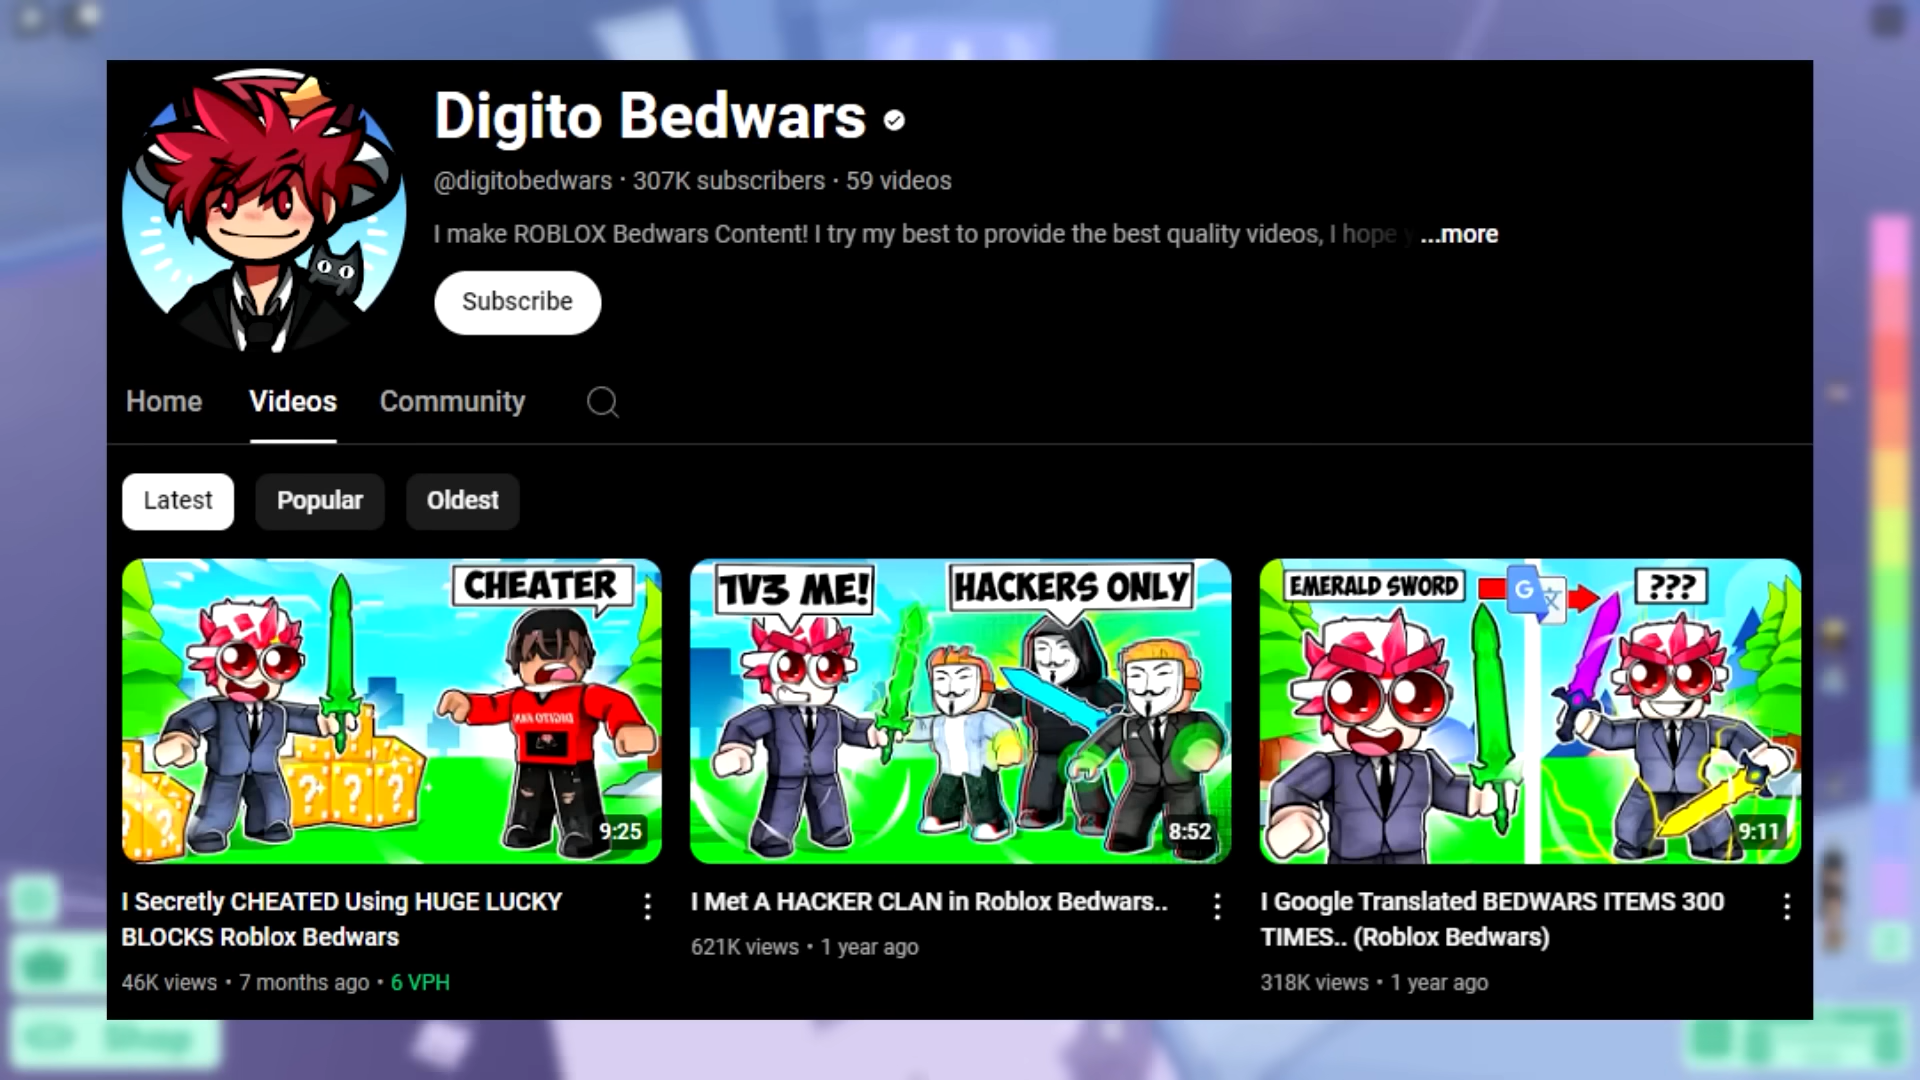 Digito Bedwars
@digitobedwars · 307K subscribers · 59 videos
I make ROBLOX Bedwars Content! I try my best to provide the best quality videos, I hope ...more
Subscribe
Home Videos Community
Latest Popular Oldest
CHEATER
DIGITO FAN
9:25
1V3 ME! HACKERS ONLY
8:52
EMERALD SWORD G ???
9:11
I Secretly CHEATED Using HUGE LUCKY
BLOCKS Roblox Bedwars
46K views · 7 months ago · 6 VPH
I Met A HACKER CLAN in Roblox Bedwars..
621K views · 1 year ago
I Google Translated BEDWARS ITEMS 300
TIMES.. (Roblox Bedwars)
318K views · 1 year ago
Shop